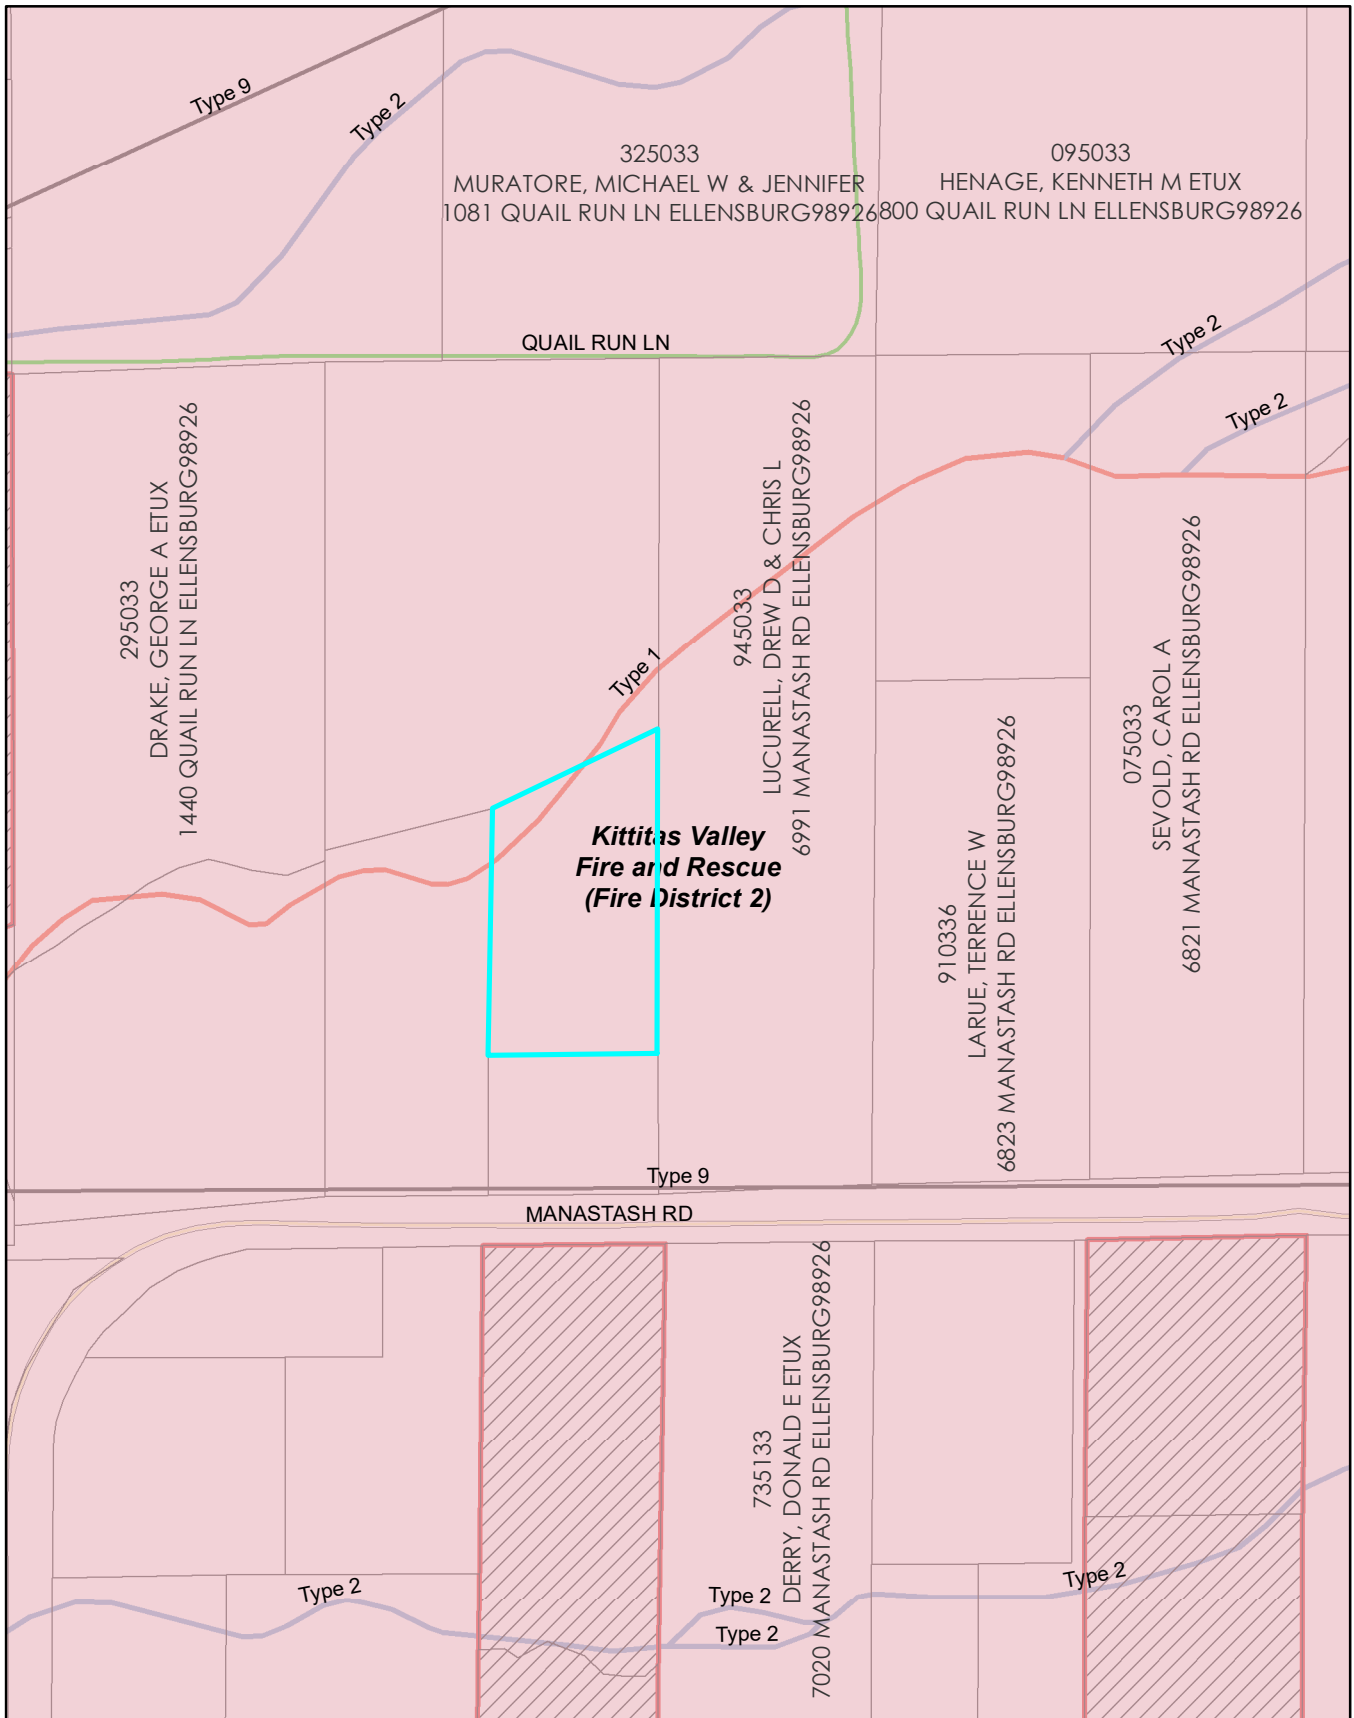 Type 9
Type 2
325033
MURATORE, MICHAEL W & JENNIFER
1081 QUAIL RUN LN ELLENSBURG98926
095033
HENAGE, KENNETH M ETUX
800 QUAIL RUN LN ELLENSBURG98926
QUAIL RUN LN
Type 2
Type 2
295033
DRAKE, GEORGE A ETUX
1440 QUAIL RUN LN ELLENSBURG98926
Type 1
945033
LUCURELL, DREW D & CHRIS L
6991 MANASTASH RD ELLENSBURG98926
075033
SEVOLD, CAROL A
6821 MANASTASH RD ELLENSBURG98926
Kittitas Valley
Fire and Rescue
(Fire District 2)
910336
LARUE, TERRENCE W
6823 MANASTASH RD ELLENSBURG98926
Type 9
MANASTASH RD
735133
DERRY, DONALD E ETUX
7020 MANASTASH RD ELLENSBURG98926
Type 2
Type 2
Type 2
Type 2